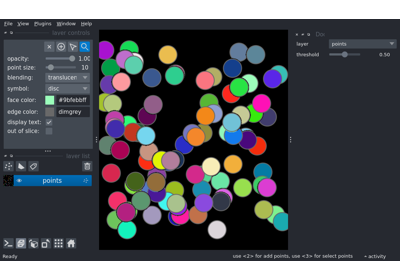 File View Plugins Window Help
layer controls
opacity: 1.00
point size: 10
blending: translucen
symbol: disc
face color: #9bfebbff
edge color: dimgrey
display text:
out of slice:
layer list
points
layer points
threshold 0.50
Ready
use <2> for add points, use <3> for select points
activity